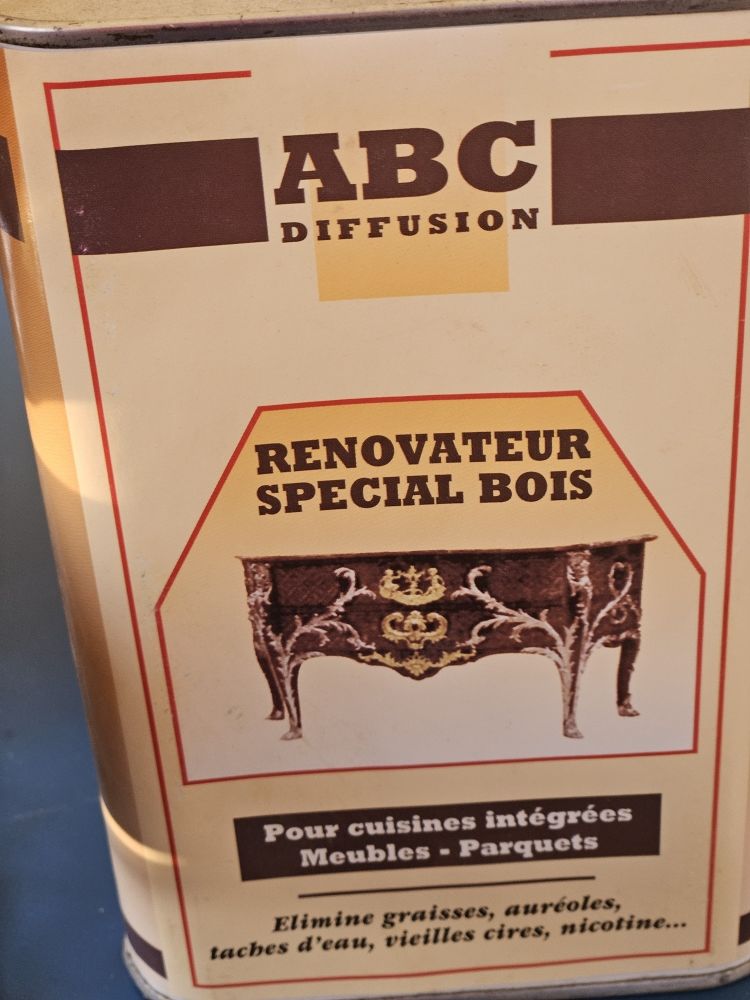 ABC
DIFFUSION
RENOVATEUR
SPECIAL BOIS
Pour cuisines intégrées
Meubles - Parquets
Elimine graisses, auréoles,
taches d'eau, vieilles cires, nicotine...